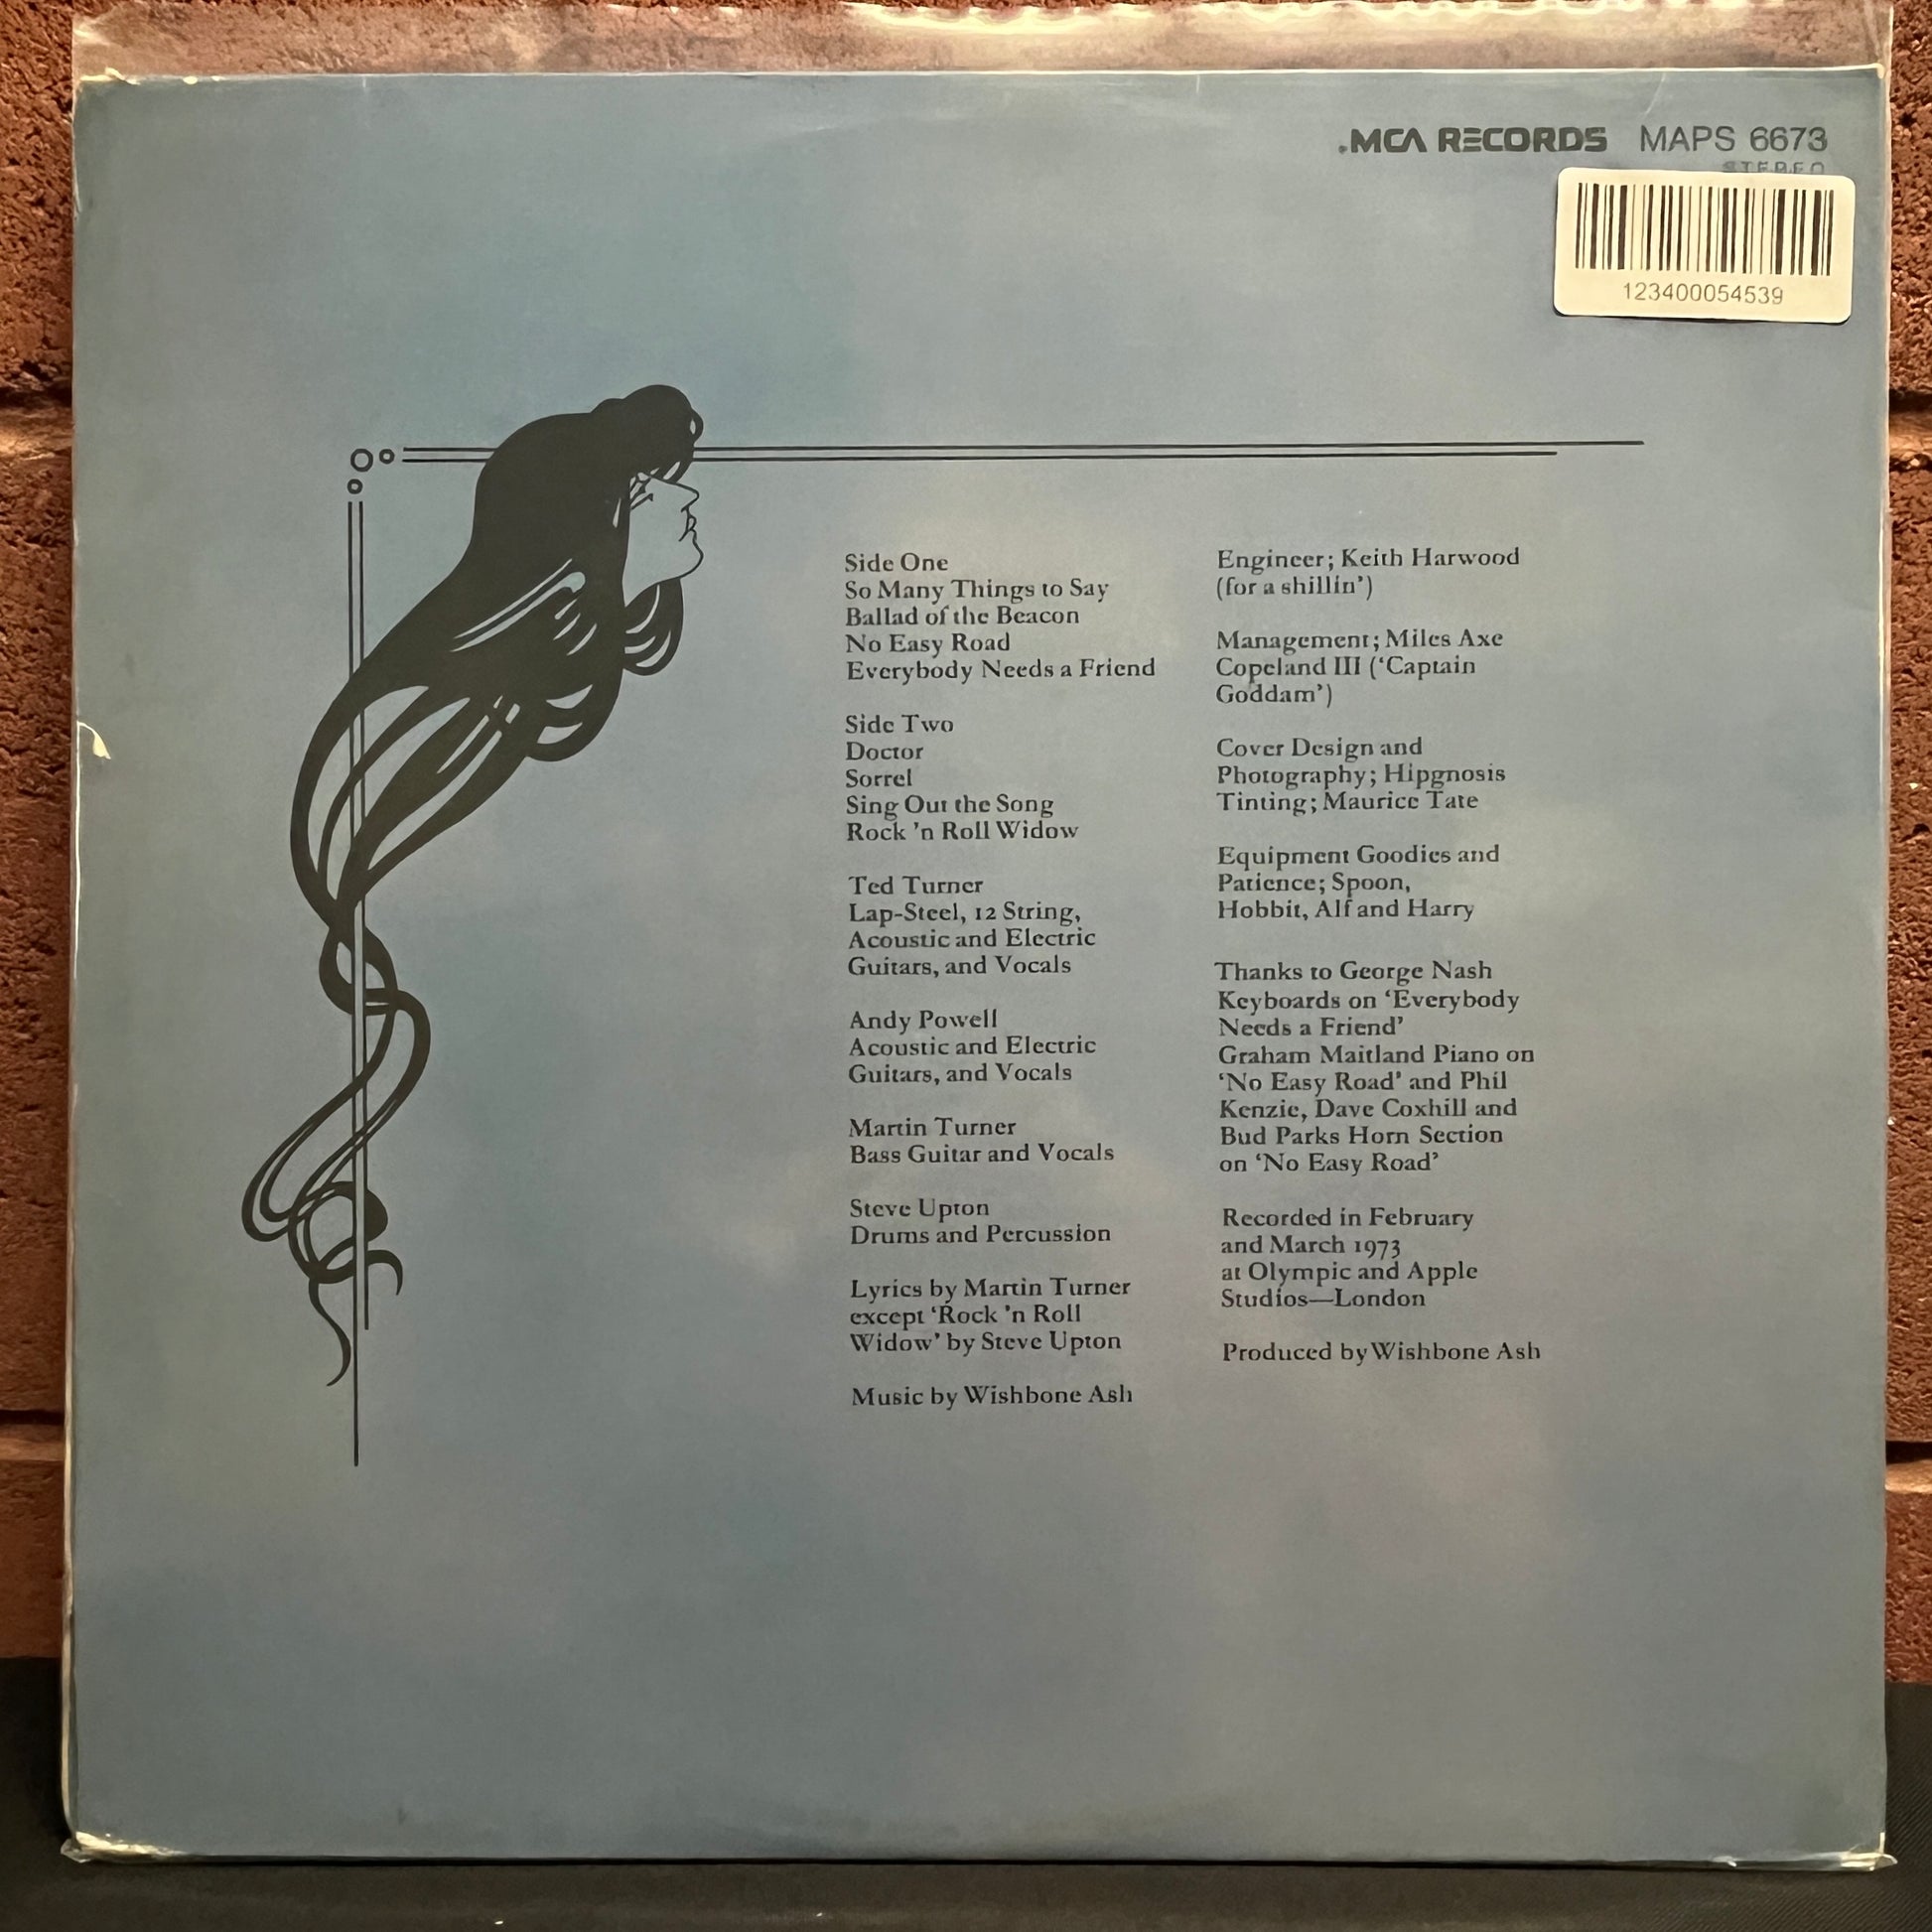 MCA RECORDS MAPS 6673
STEREO
123400054539
Side One
So Many Things to Say
Ballad of the Beacon
No Easy Road
Everybody Needs a Friend
Side Two
Doctor
Sorrel
Sing Out the Song
Rock 'n Roll Widow
Ted Turner
Lap-Steel, 12 String,
Acoustic and Electric
Guitars, and Vocals
Andy Powell
Acoustic and Electric
Guitars, and Vocals
Martin Turner
Bass Guitar and Vocals
Steve Upton
Drums and Percussion
Lyrics by Martin Turner
except ‘Rock 'n Roll
Widow’ by Steve Upton
Music by Wishbone Ash
Engineer; Keith Harwood
(for a shillin’)
Management; Miles Axe
Copeland III (‘Captain
Goddam’)
Cover Design and
Photography; Hipgnosis
Tinting; Maurice Tate
Equipment Goodies and
Patience; Spoon,
Hobbit, Alf and Harry
Thanks to George Nash
Keyboards on ‘Everybody
Needs a Friend’
Graham Maitland Piano on
‘No Easy Road’ and Phil
Kenzie, Dave Coxhill and
Bud Parks Horn Section
on ‘No Easy Road’
Recorded in February
and March 1973
at Olympic and Apple
Studios—London
Produced by Wishbone Ash